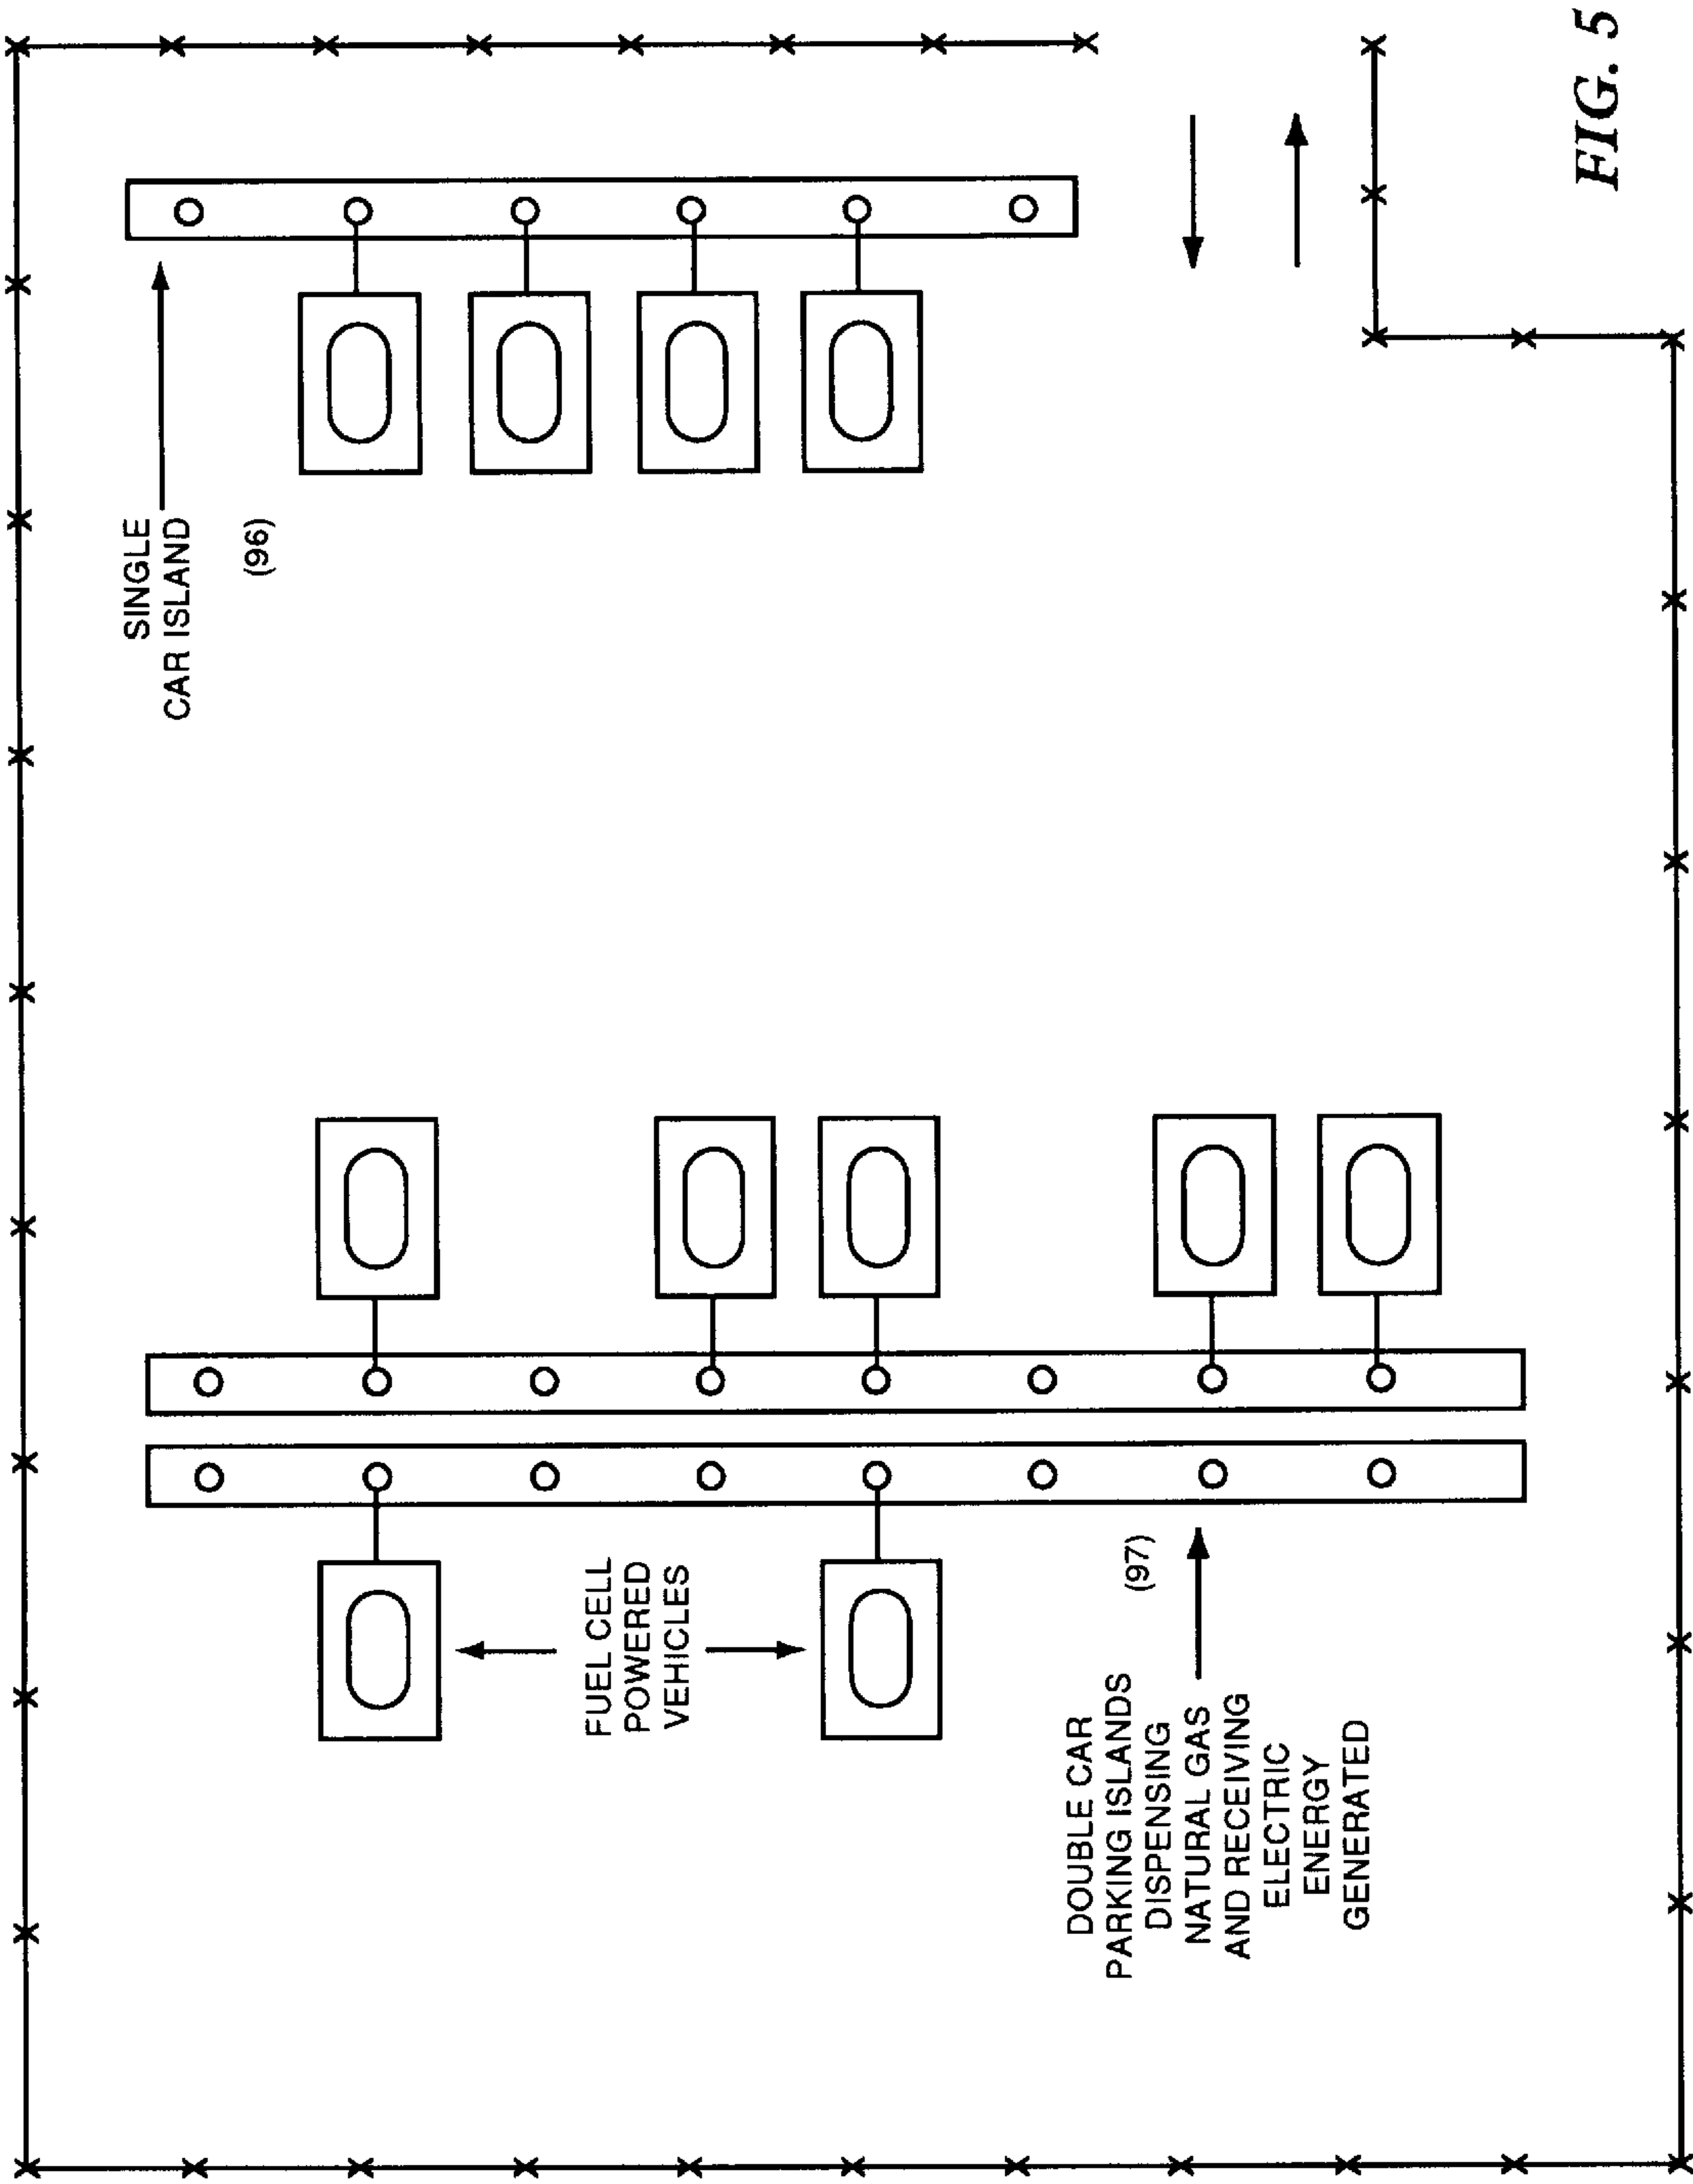 SINGLE
CAR ISLAND
(96)
FUEL CELL
POWERED
VEHICLES
(97)
DOUBLE CAR
PARKING ISLANDS
DISPENSING
NATURAL GAS
AND RECEIVING
ELECTRIC
ENERGY
GENERATED
FIG. 5